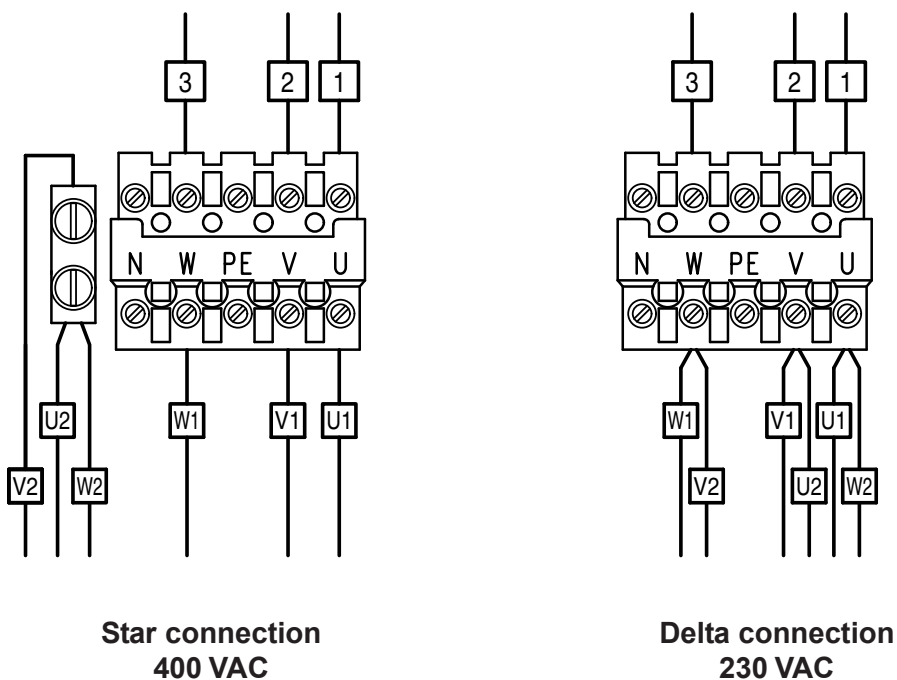 3 2 1
N W PE V U
U2 W1 V1 U1
V2 W2
Star connection
400 VAC
3 2 1
N W PE V U
W1 V1 U1
V2 U2 W2
Delta connection
230 VAC